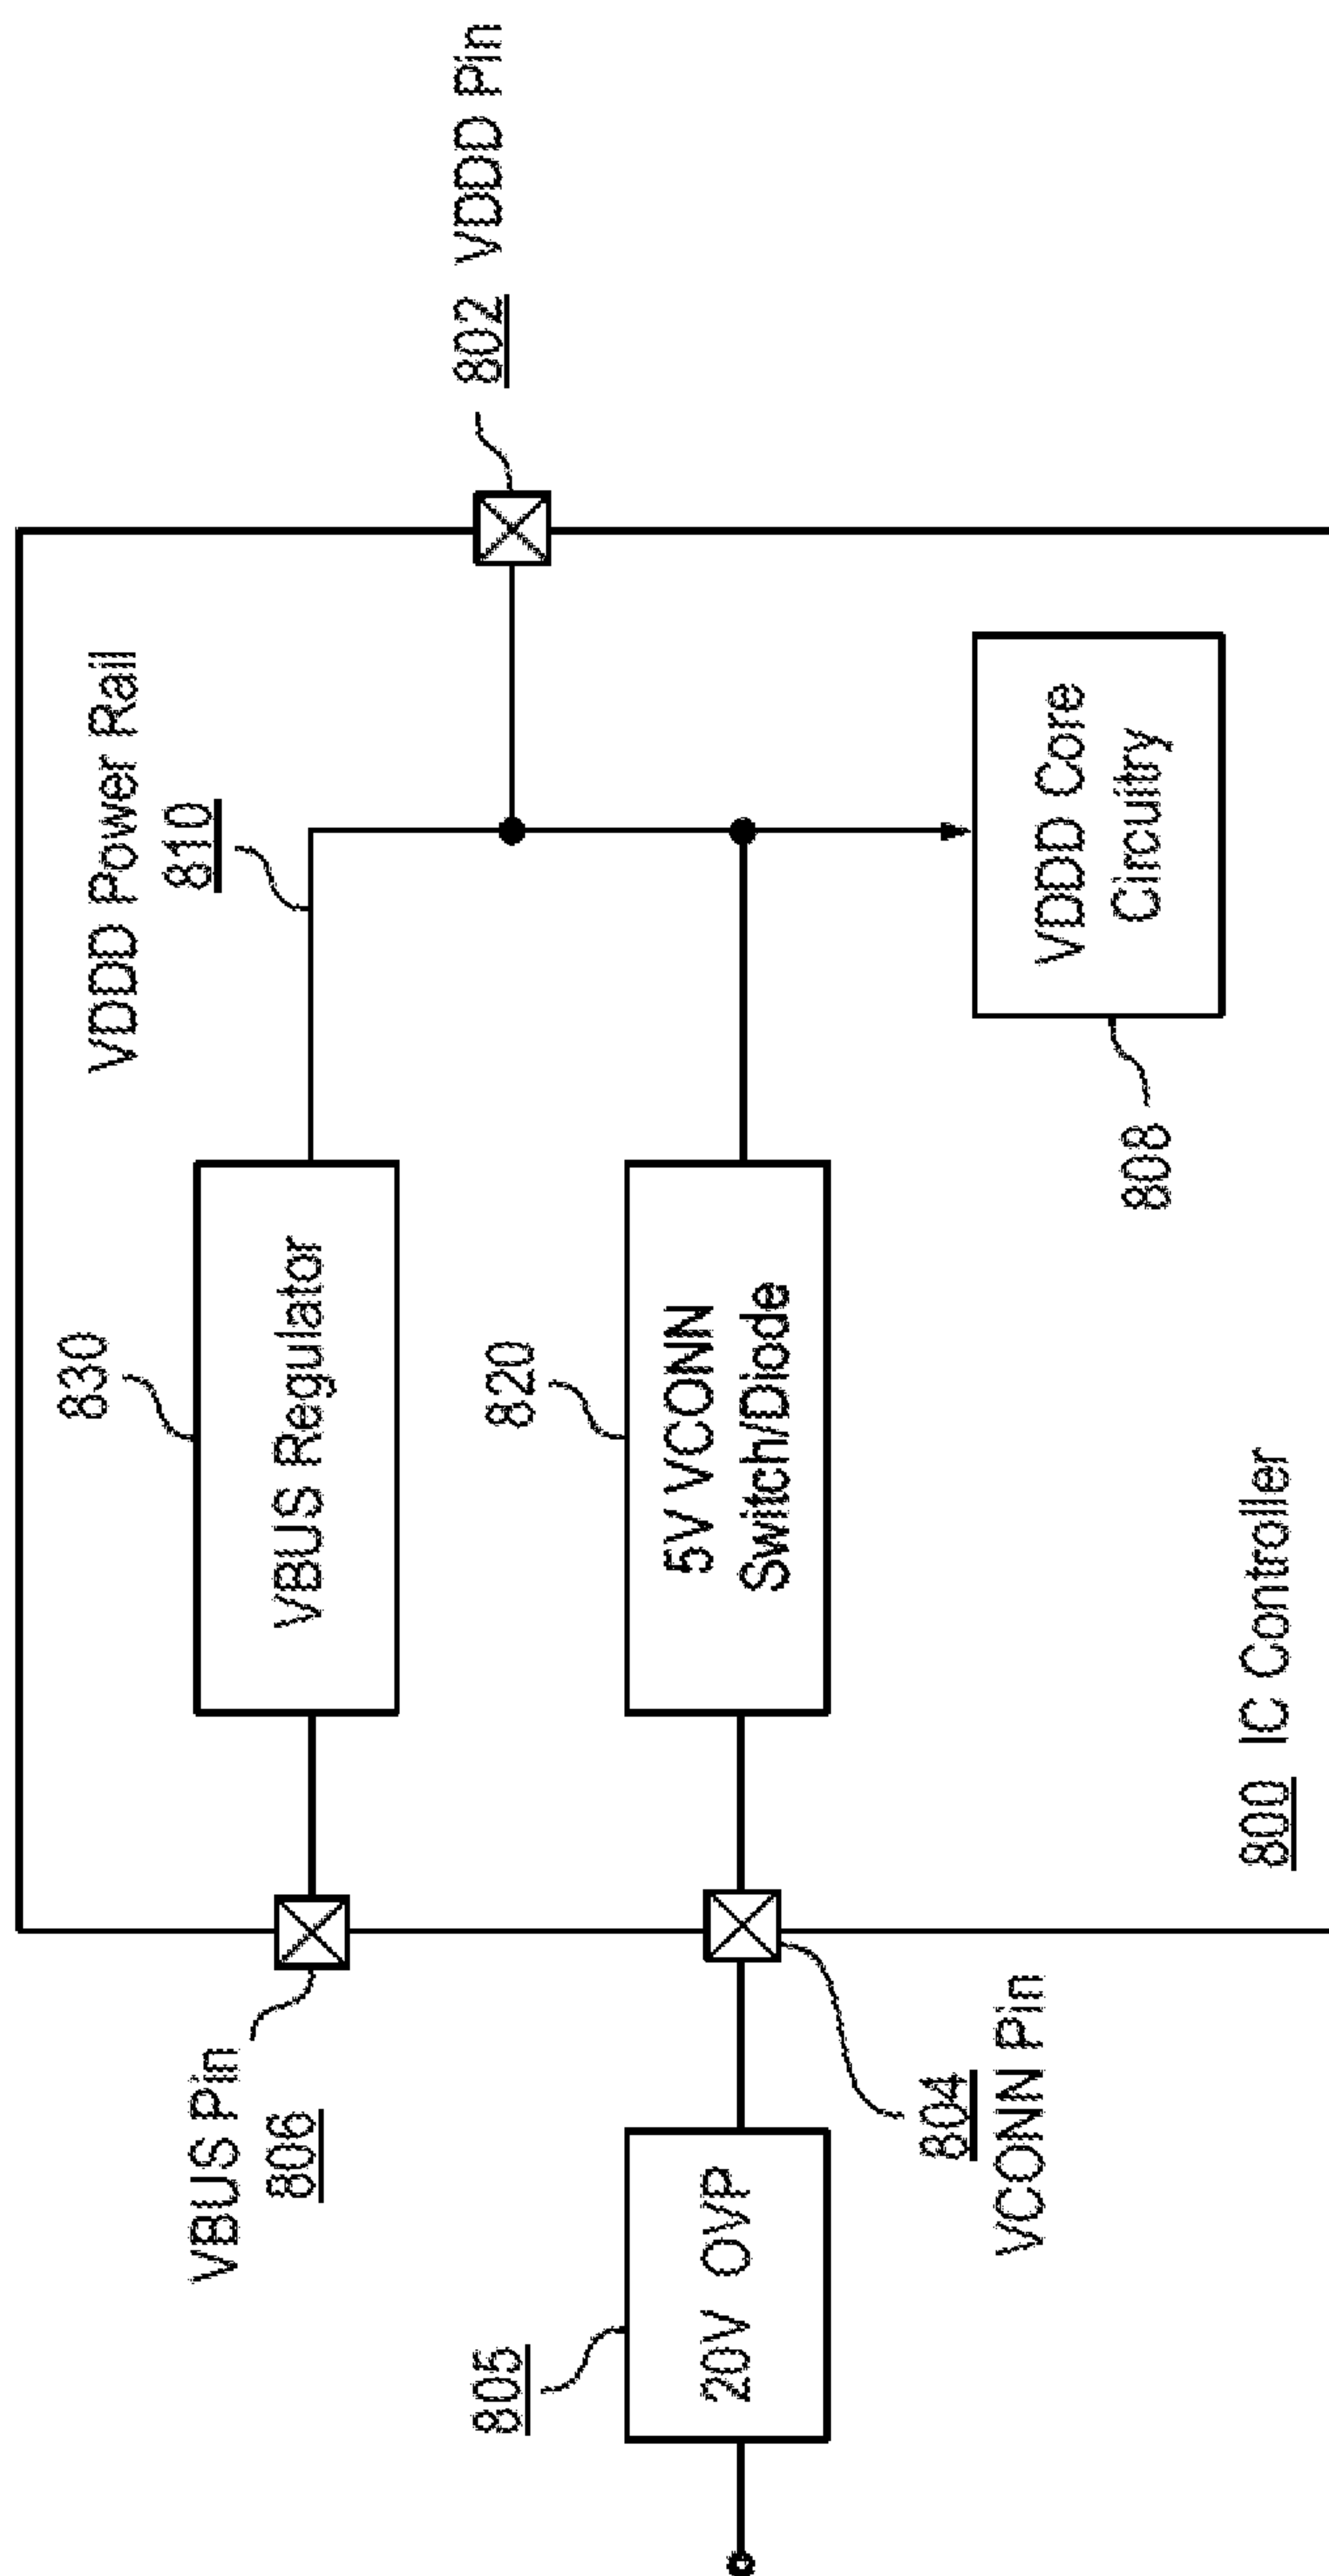 VDDD Power Rail
810
830
VBUS Regulator
VBUS Pin
806
802 VDDD Pin
820
5V VCONN
Switch/Diode
805
20V OVP
804
VCONN Pin
VDDD Core
Circuitry
808
800 IC Controller